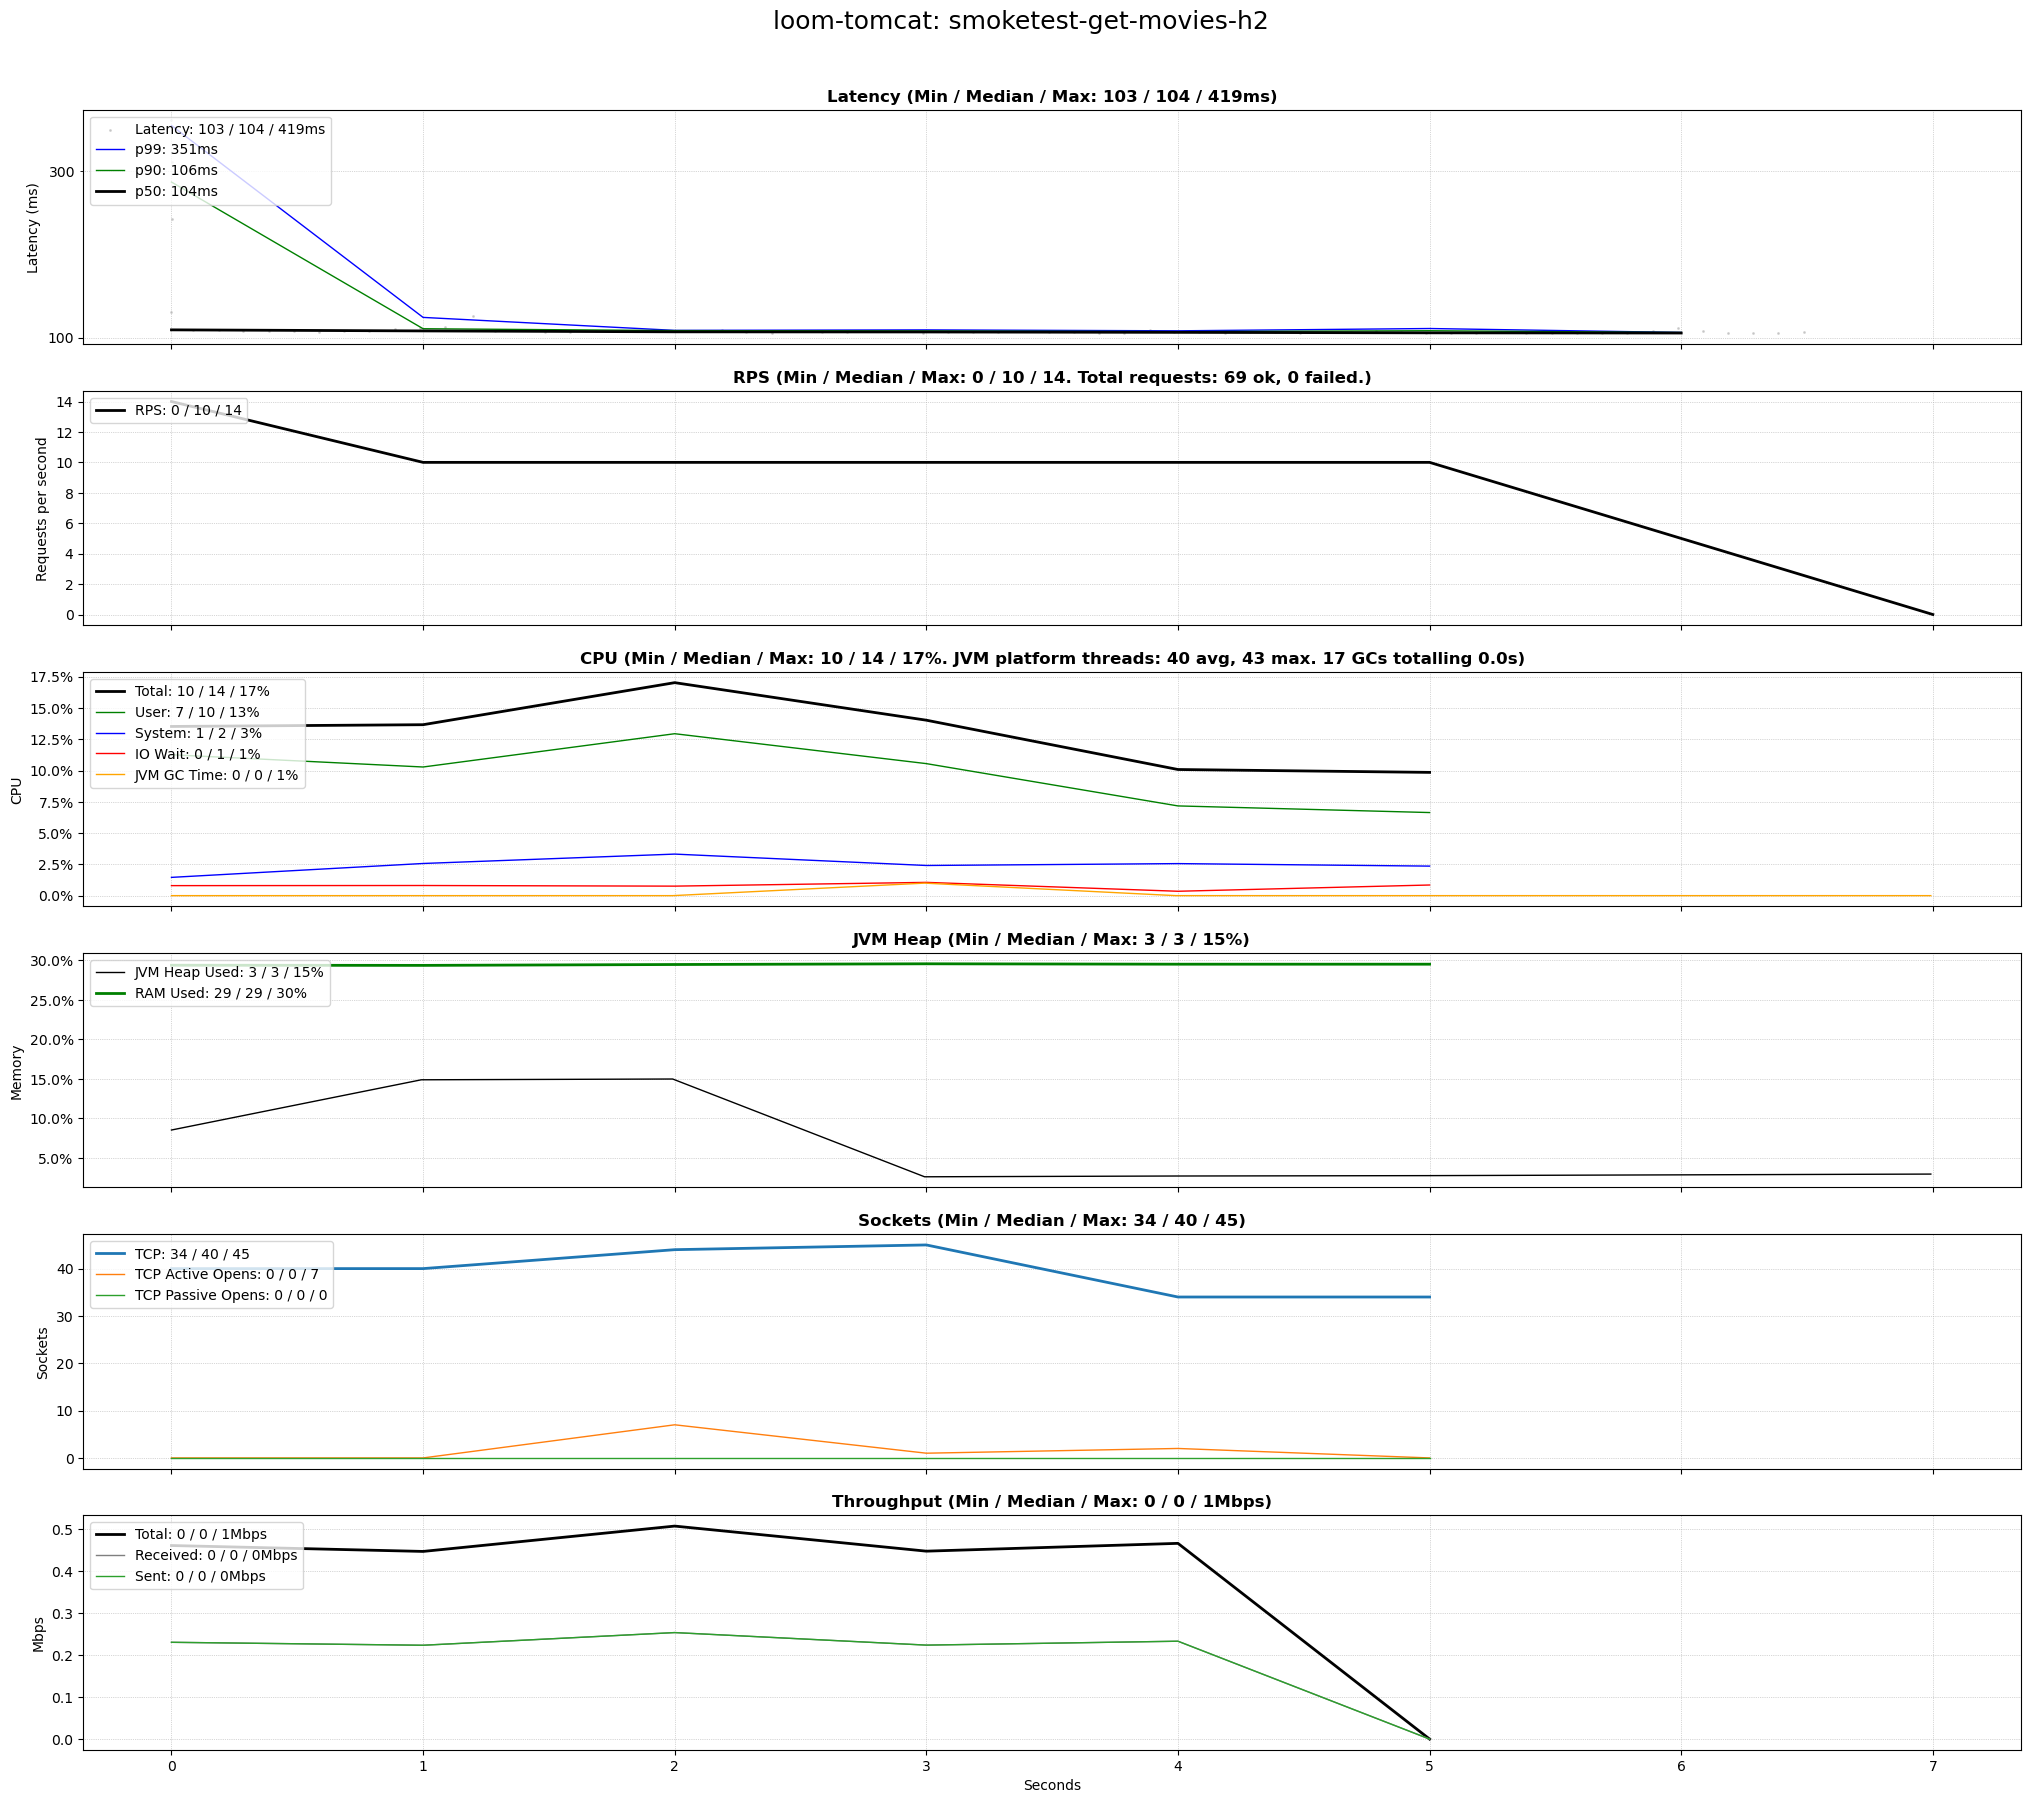 loom-tomcat: smoketest-get-movies-h2
Latency (Min / Median / Max: 103 / 104 / 419ms)
Latency: 103 / 104 / 419ms
p99: 351ms
p90: 106ms
p50: 104ms
300
100
Latency (ms)
RPS (Min / Median / Max: 0 / 10 / 14. Total requests: 69 ok, 0 failed.)
RPS: 0 / 10 / 14
14
12
10
8
6
4
2
0
Requests per second
CPU (Min / Median / Max: 10 / 14 / 17%. JVM platform threads: 40 avg, 43 max. 17 GCs totalling 0.0s)
Total: 10 / 14 / 17%
User: 7 / 10 / 13%
System: 1 / 2 / 3%
IO Wait: 0 / 1 / 1%
JVM GC Time: 0 / 0 / 1%
17.5%
15.0%
12.5%
10.0%
7.5%
5.0%
2.5%
0.0%
CPU
JVM Heap (Min / Median / Max: 3 / 3 / 15%)
JVM Heap Used: 3 / 3 / 15%
RAM Used: 29 / 29 / 30%
30.0%
25.0%
20.0%
15.0%
10.0%
5.0%
Memory
Sockets (Min / Median / Max: 34 / 40 / 45)
TCP: 34 / 40 / 45
TCP Active Opens: 0 / 0 / 7
TCP Passive Opens: 0 / 0 / 0
40
30
20
10
0
Sockets
Throughput (Min / Median / Max: 0 / 0 / 1Mbps)
Total: 0 / 0 / 1Mbps
Received: 0 / 0 / 0Mbps
Sent: 0 / 0 / 0Mbps
0.5
0.4
0.3
0.2
0.1
0.0
Mbps
0 1 2 3 4 5 6 7
Seconds